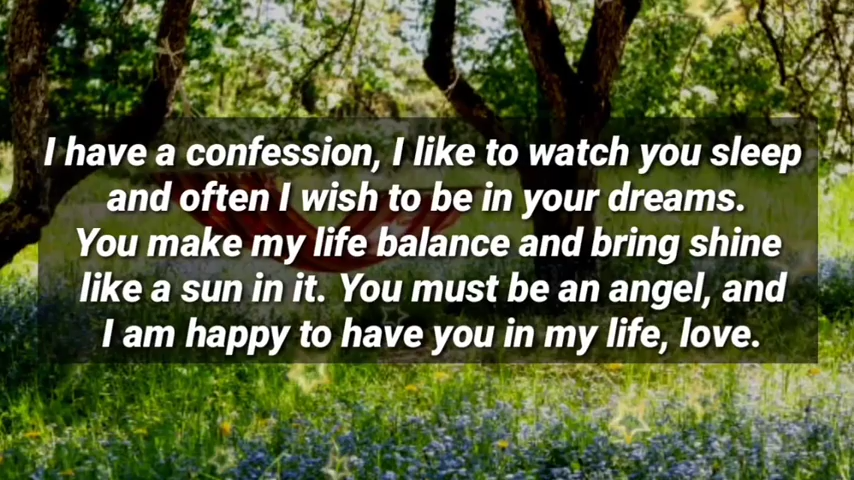 I have a confession, I like to watch you sleep
and often I wish to be in your dreams.
You make my life balance and bring shine
like a sun in it. You must be an angel, and
I am happy to have you in my life, love.